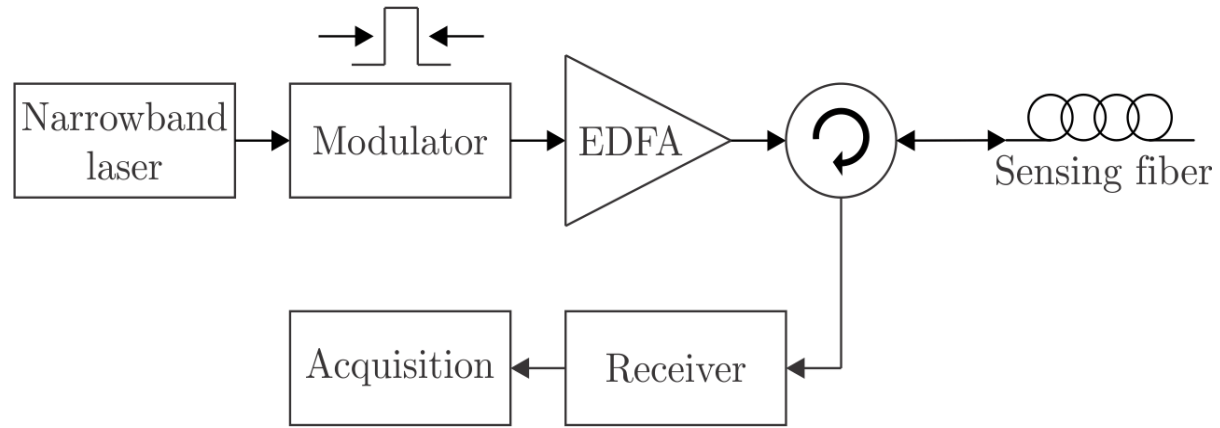 Narrowband
laser
Modulator
EDFA
Sensing fiber
Acquisition
Receiver